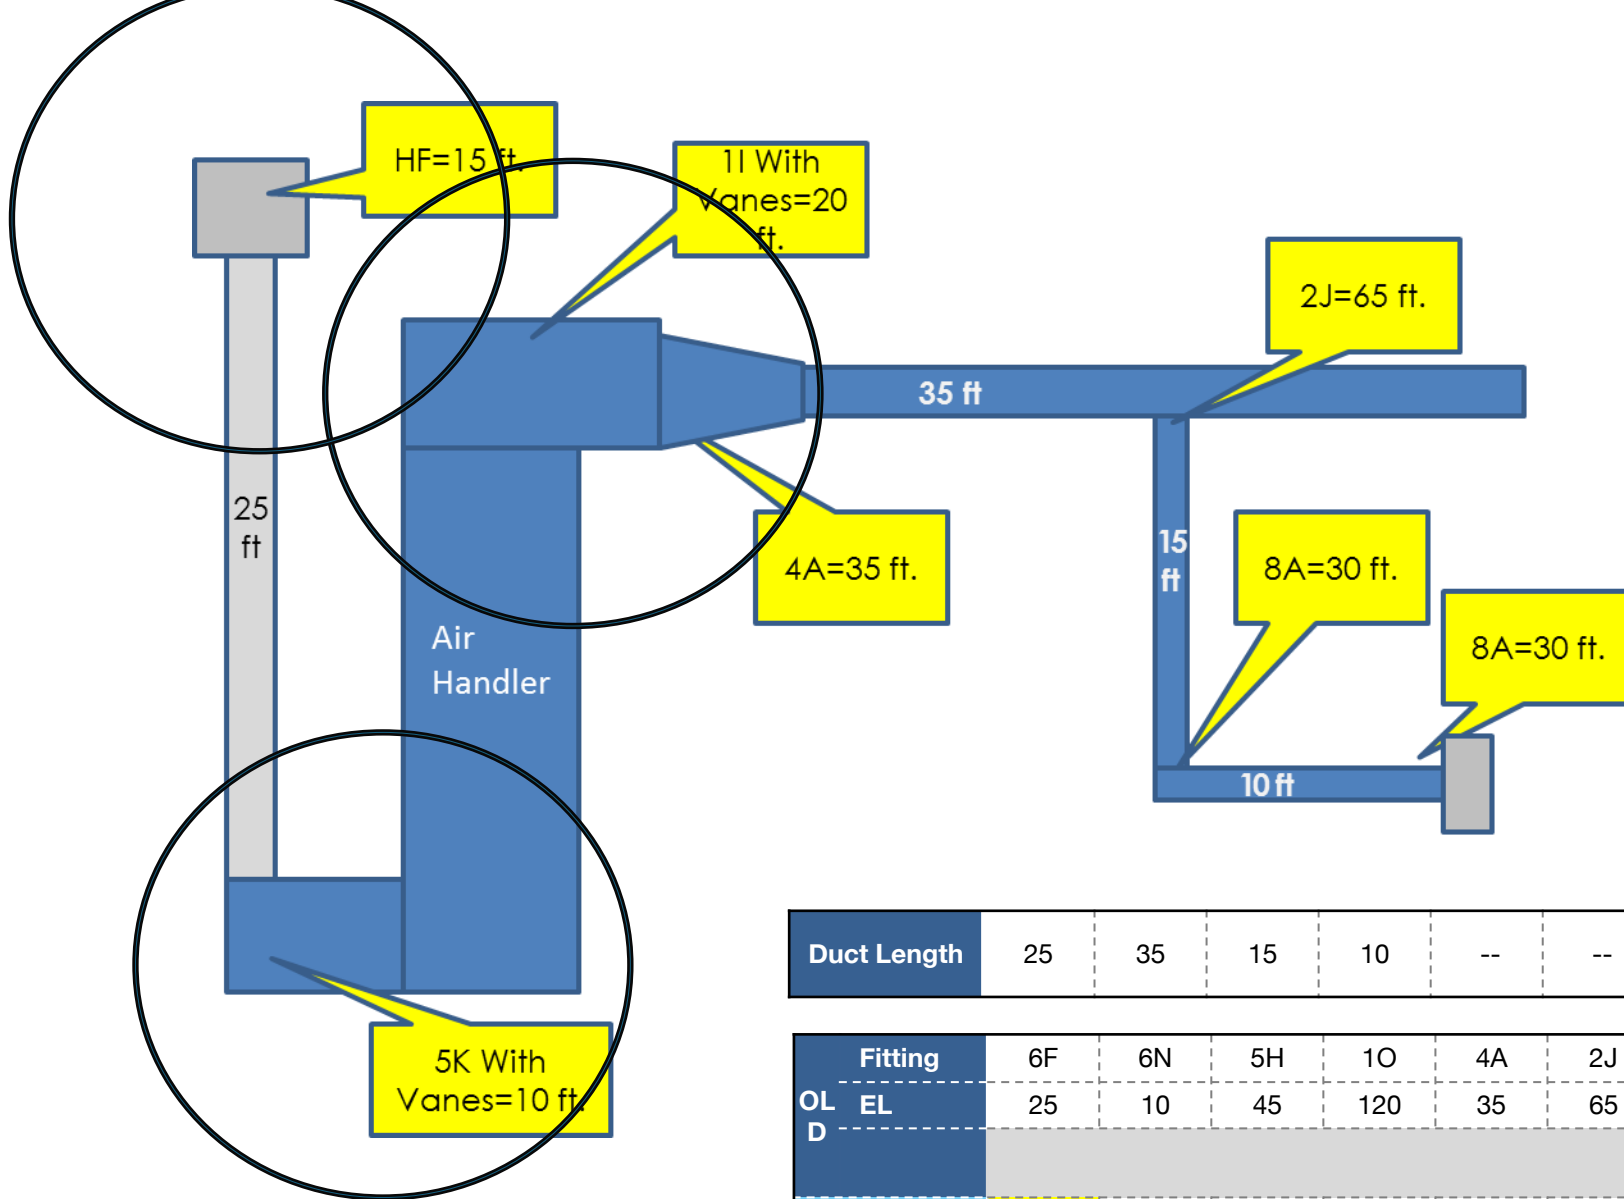 HF=15 ft.
1I With
Vanes=20
ft.
2J=65 ft.
35 ft
25
ft
15
ft
4A=35 ft.
8A=30 ft.
8A=30 ft.
Air
Handler
10 ft
5K With
Vanes=10 ft.
Duct Length 25 35 15 10 -- --
Fitting 6F 6N 5H 1O 4A 2J
OL
D
EL 25 10 45 120 35 65